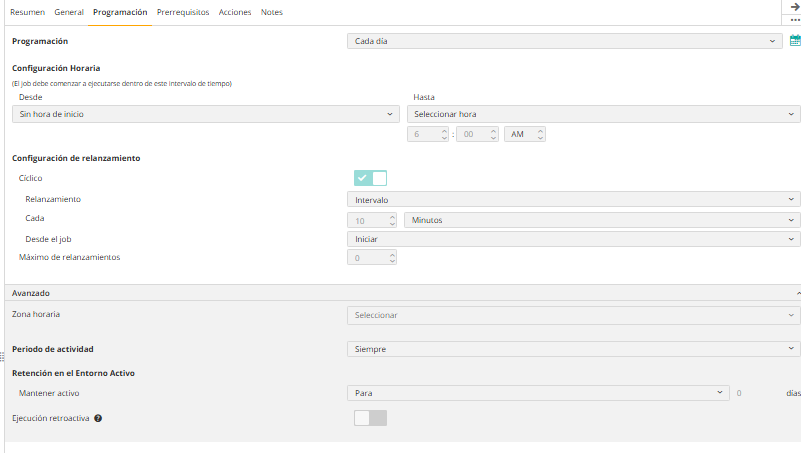 Resumen General Programación Prerrequisitos Acciones Notes
Programación Cada día
Configuración Horaria
(El job debe comenzar a ejecutarse dentro de este intervalo de tiempo)
Desde Hasta
Sin hora de inicio Seleccionar hora
6 : 00 AM
Configuración de relanzamiento
Cíclico
Relanzamiento Intervalo
Cada 10 Minutos
Desde el job Iniciar
Máximo de relanzamientos 0
Avanzado
Zona horaria Seleccionar
Periodo de actividad Siempre
Retención en el Entorno Activo
Mantener activo Para 0 días
Ejecución retroactiva ?